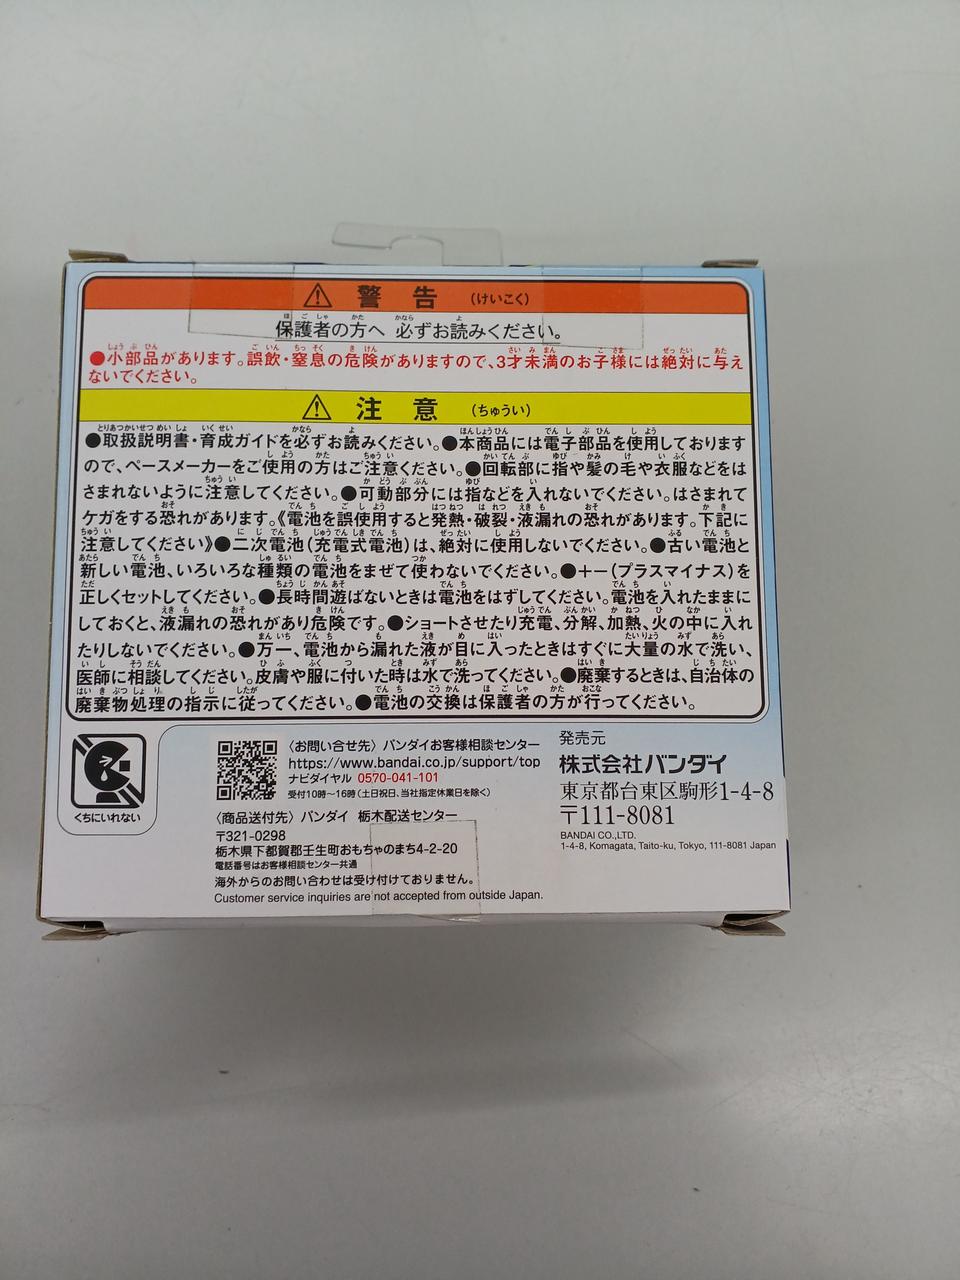 警告 (けいこく)
保護者の方へ 必ずお読みください。
●小部品があります。誤飲・窒息の危険がありますので、3才未満のお子様には絶対に与え
ないでください。
注意 (ちゅうい)
●取扱説明書・育成ガイドを必ずお読みください。●本商品には電子部品を使用しております
ので、ペースメーカーをご使用の方はご注意ください。●回転部に指や髪の毛や衣服などをは
さまれないように注意してください。●可動部分には指などを入れないでください。はさまれて
ケガをする恐れがあります。《電池を誤使用すると発熱・破裂・液漏れの恐れがあります。下記に
注意してください》●二次電池(充電式電池)は、絶対に使用しないでください。●古い電池と
新しい電池、いろいろな種類の電池をまぜて使わないでください。●+−(プラスマイナス)を
正しくセットしてください。●長時間遊ばないときは電池をはずしてください。電池を入れたままに
しておくと、液漏れの恐れがあり危険です。●ショートさせたり充電、分解、加熱、火の中に入れ
たりしないでください。●万一、電池から漏れた液が目に入ったときはすぐに大量の水で洗い、
医師に相談してください。皮膚や服に付いた時は水で洗ってください。●廃棄するときは、自治体の
廃棄物処理の指示に従ってください。●電池の交換は保護者の方が行ってください。
くちにいれない
〈お問い合せ先〉バンダイお客様相談センター
https://www.bandai.co.jp/support/top
ナビダイヤル 0570-041-101
受付10時〜16時(土日祝日、当社指定休業日を除く)
〈商品送付先〉バンダイ 栃木配送センター
〒321-0298
栃木県下都賀郡壬生町おもちゃのまち4-2-20
電話番号はお客様相談センター共通
海外からのお問い合わせは受け付けておりません。
Customer service inquiries are not accepted from outside Japan.
発売元
株式会社バンダイ
東京都台東区駒形1-4-8
〒111-8081
BANDAI CO.,LTD.
1-4-8, Komagata, Taito-ku, Tokyo, 111-8081 Japan